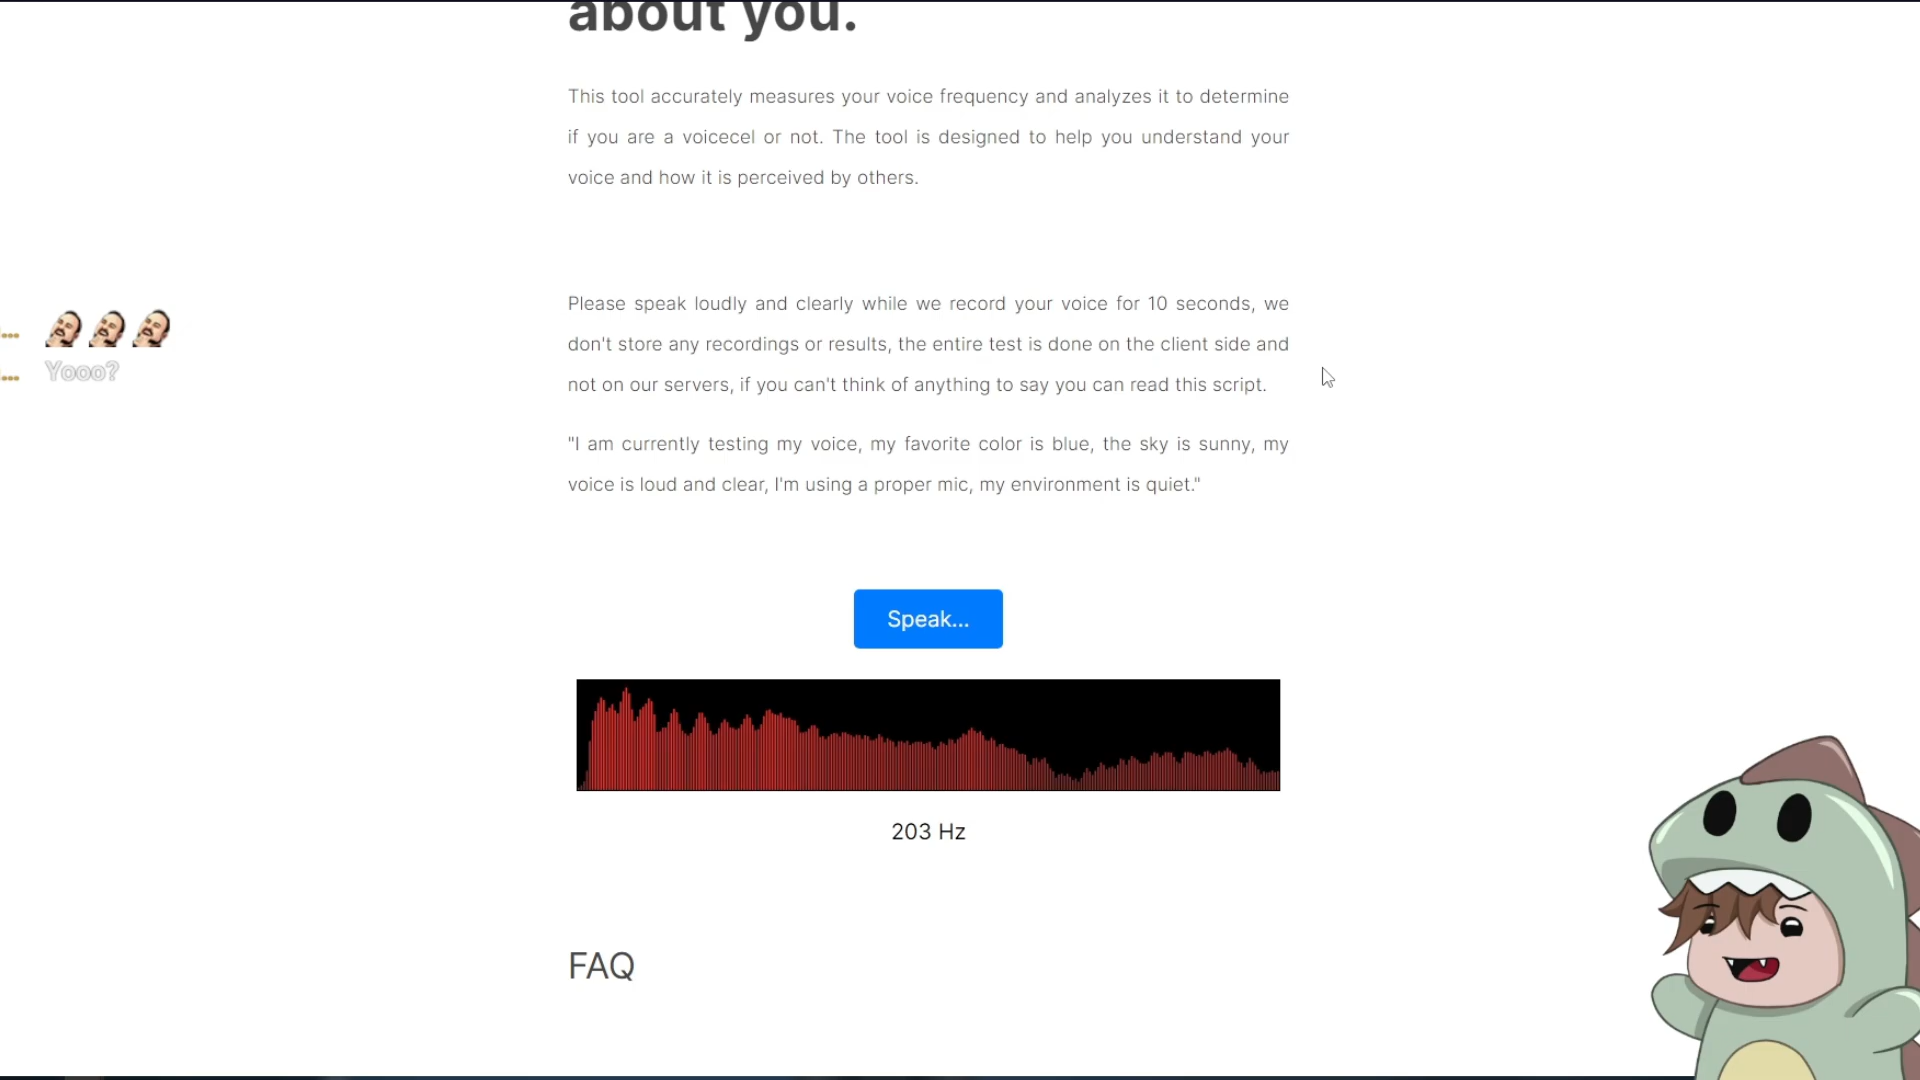 about you.
This tool accurately measures your voice frequency and analyzes it to determine
if you are a voicecel or not. The tool is designed to help you understand your
voice and how it is perceived by others.
Please speak loudly and clearly while we record your voice for 10 seconds, we
don't store any recordings or results, the entire test is done on the client side and
not on our servers, if you can't think of anything to say you can read this script.
Yooo?
"I am currently testing my voice, my favorite color is blue, the sky is sunny, my
voice is loud and clear, I'm using a proper mic, my environment is quiet."
Speak...
203 Hz
FAQ